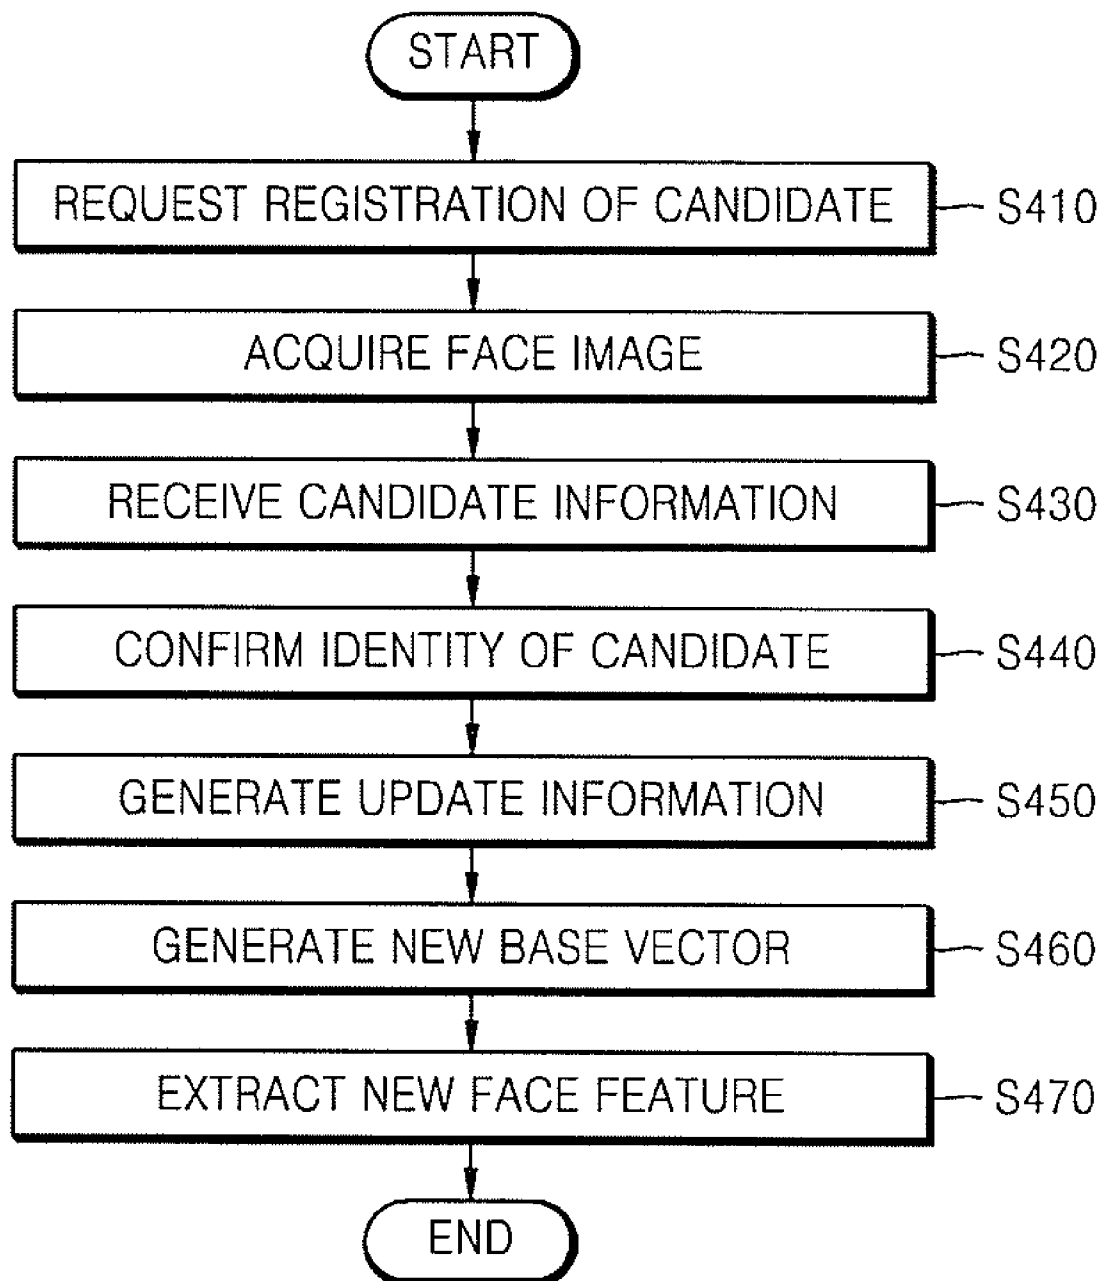 START
REQUEST REGISTRATION OF CANDIDATE S410
ACQUIRE FACE IMAGE S420
RECEIVE CANDIDATE INFORMATION S430
CONFIRM IDENTITY OF CANDIDATE S440
GENERATE UPDATE INFORMATION S450
GENERATE NEW BASE VECTOR S460
EXTRACT NEW FACE FEATURE S470
END